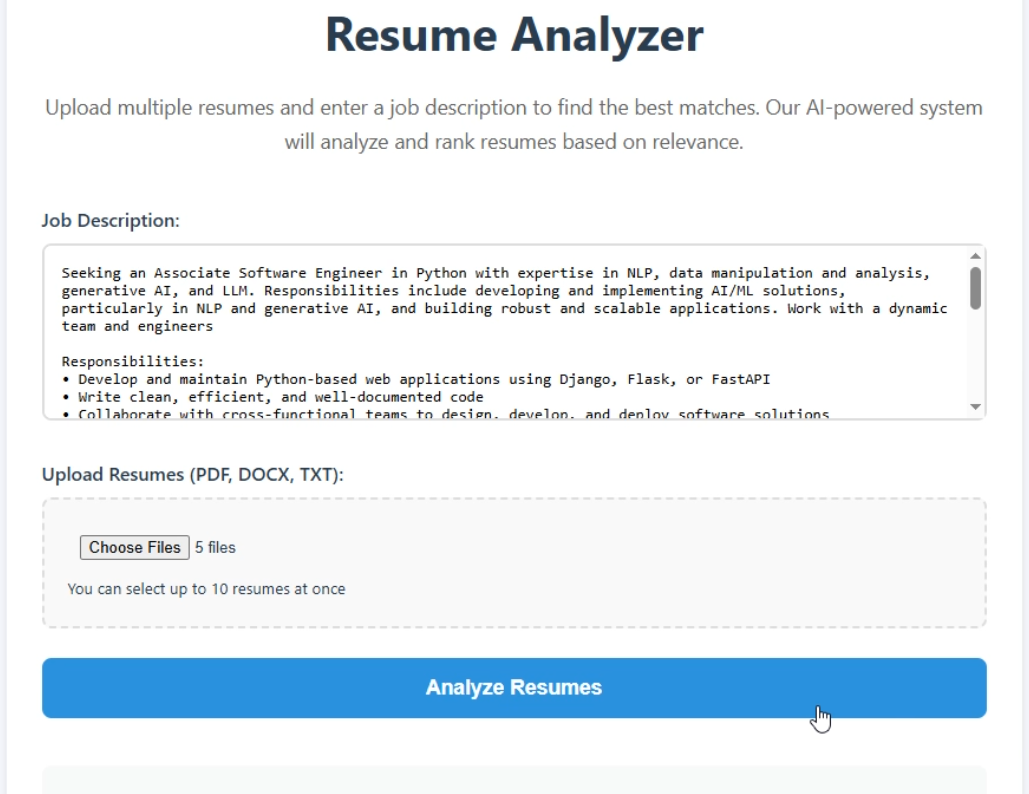 Resume Analyzer
Upload multiple resumes and enter a job description to find the best matches. Our AI-powered system
will analyze and rank resumes based on relevance.
Job Description:
Seeking an Associate Software Engineer in Python with expertise in NLP, data manipulation and analysis,
generative AI, and LLM. Responsibilities include developing and implementing AI/ML solutions,
particularly in NLP and generative AI, and building robust and scalable applications. Work with a dynamic
team and engineers
Responsibilities:
• Develop and maintain Python-based web applications using Django, Flask, or FastAPI
• Write clean, efficient, and well-documented code
• Collaborate with cross-functional teams to design, develop, and deploy software solutions
Upload Resumes (PDF, DOCX, TXT):
Choose Files 5 files
You can select up to 10 resumes at once
Analyze Resumes